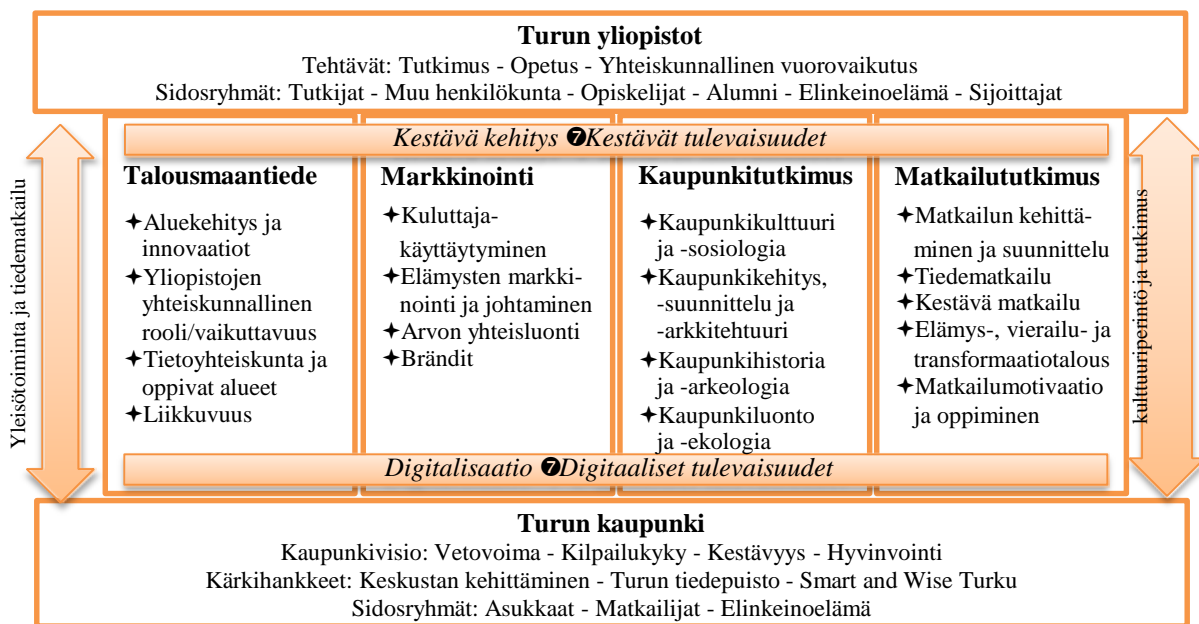 Turun yliopistot
Tehtävät: Tutkimus - Opetus - Yhteiskunnallinen vuorovaikutus
Sidosryhmät: Tutkijat - Muu henkilökunta - Opiskelijat - Alumni - Elinkeinoelämä - Sijoittajat
Yleisötoiminta ja tiedematkailu
Kestävä kehitys ❼Kestävät tulevaisuudet
Talousmaantiede
✦Aluekehitys ja
innovaatiot
✦Yliopistojen
yhteiskunnallinen
rooli/vaikuttavuus
✦Tietoyhteiskunta ja
oppivat alueet
✦Liikkuvuus
Markkinointi
✦Kuluttaja-
käyttäytyminen
✦Elämysten markki-
nointi ja johtaminen
✦Arvon yhteisluonti
✦Brändit
Kaupunkitutkimus
✦Kaupunkikulttuuri
ja -sosiologia
✦Kaupunkikehitys,
-suunnittelu ja
-arkkitehtuuri
✦Kaupunkihistoria
ja -arkeologia
✦Kaupunkiluonto
ja -ekologia
Matkailututkimus
✦Matkailun kehittä-
minen ja suunnittelu
✦Tiedematkailu
✦Kestävä matkailu
✦Elämys-, vierailu- ja
transformaatiotalous
✦Matkailumotivaatio
ja oppiminen
kulttuuriperintö ja tutkimus
Digitalisaatio ❼Digitaaliset tulevaisuudet
Turun kaupunki
Kaupunkivisio: Vetovoima - Kilpailukyky - Kestävyys - Hyvinvointi
Kärkihankkeet: Keskustan kehittäminen - Turun tiedepuisto - Smart and Wise Turku
Sidosryhmät: Asukkaat - Matkailijat - Elinkeinoelämä